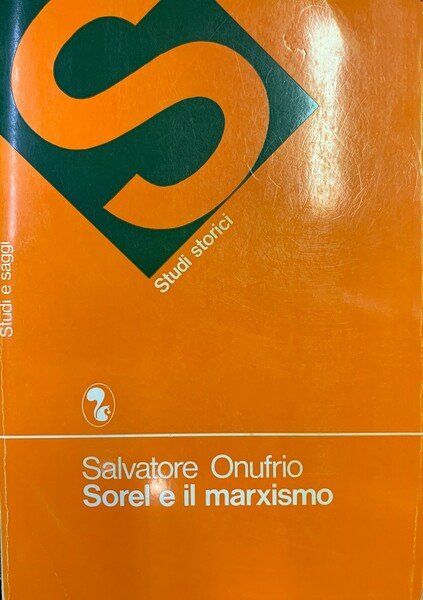 S
Studi storici
Studi e saggi
Salvatore Onufrio
Sorel e il marxismo